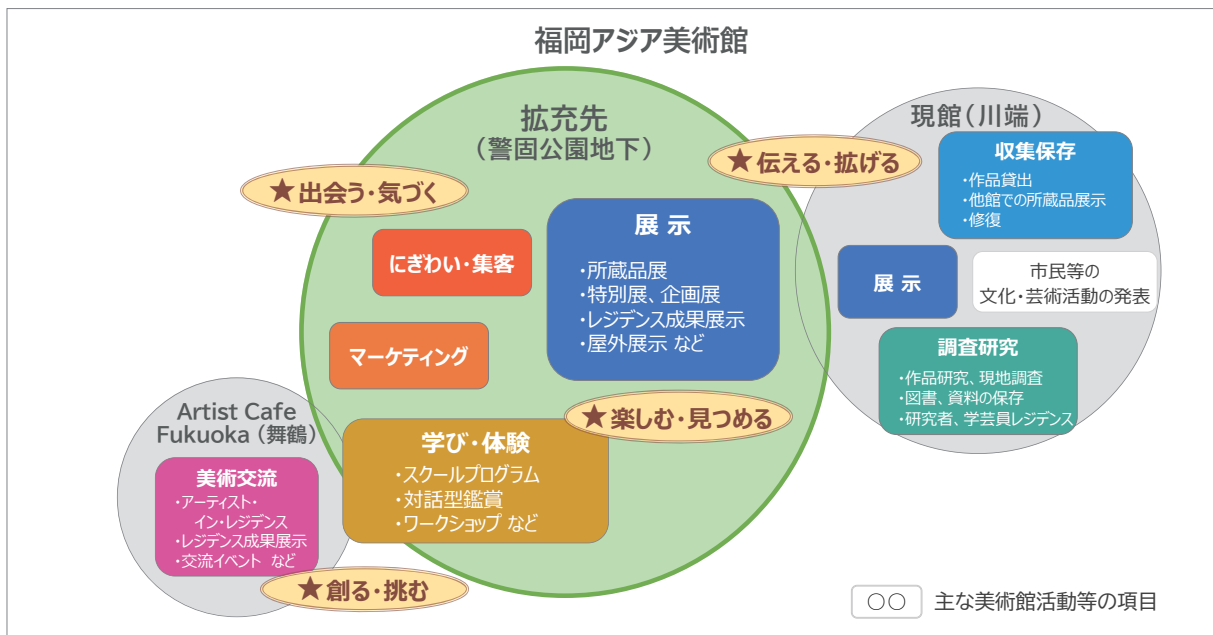 福岡アジア美術館
拡充先
(警固公園地下)
★出会う・気づく
にぎわい・集客
マーケティング
展 示
・所蔵品展
・特別展、企画展
・レジデンス成果展示
・屋外展示 など
★楽しむ・見つめる
学び・体験
・スクールプログラム
・対話型鑑賞
・ワークショップ など
★伝える・拡げる
現館(川端)
収集保存
・作品貸出
・他館での所蔵品展示
・修復
展 示
市民等の
文化・芸術活動の発表
調査研究
・作品研究、現地調査
・図書、資料の保存
・研究者、学芸員レジデンス
Artist Cafe
Fukuoka(舞鶴)
美術交流
・アーティスト・
イン・レジデンス
・レジデンス成果展示
・交流イベント など
★創る・挑む
○○ 主な美術館活動等の項目